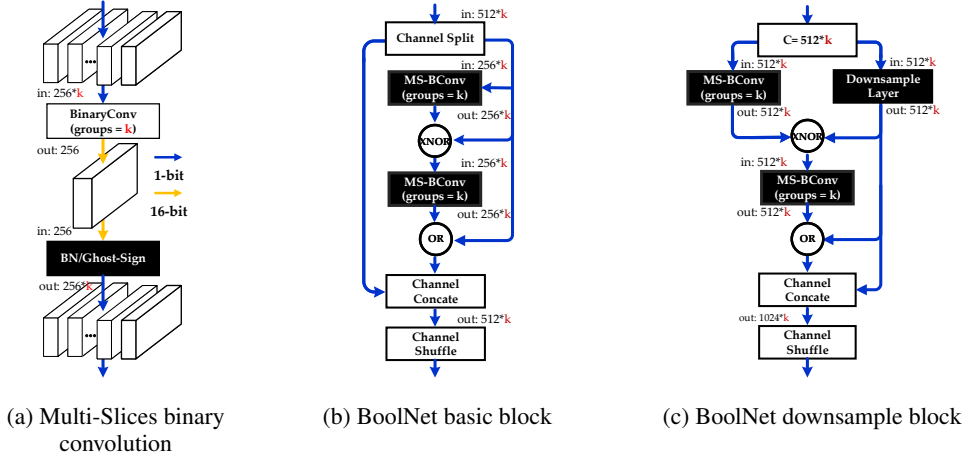 ...
in: 256*k
BinaryConv
(groups = k)
out: 256
1-bit
16-bit
in: 256
BN/Ghost-Sign
out: 256*k
...
(a) Multi-Slices binary
convolution
in: 512*k
Channel Split
in: 256*k
MS-BConv
(groups = k)
out: 256*k
XNOR
in: 256*k
MS-BConv
(groups = k)
out: 256*k
OR
Channel
Concate
out: 512*k
Channel
Shuffle
(b) BoolNet basic block
C= 512*k
in: 512*k
in: 512*k
MS-BConv
(groups = k)
Downsample
Layer
out: 512*k
out: 512*k
XNOR
in: 512*k
MS-BConv
(groups = k)
out: 512*k
OR
Channel
Concate
out: 1024*k
Channel
Shuffle
(c) BoolNet downsample block